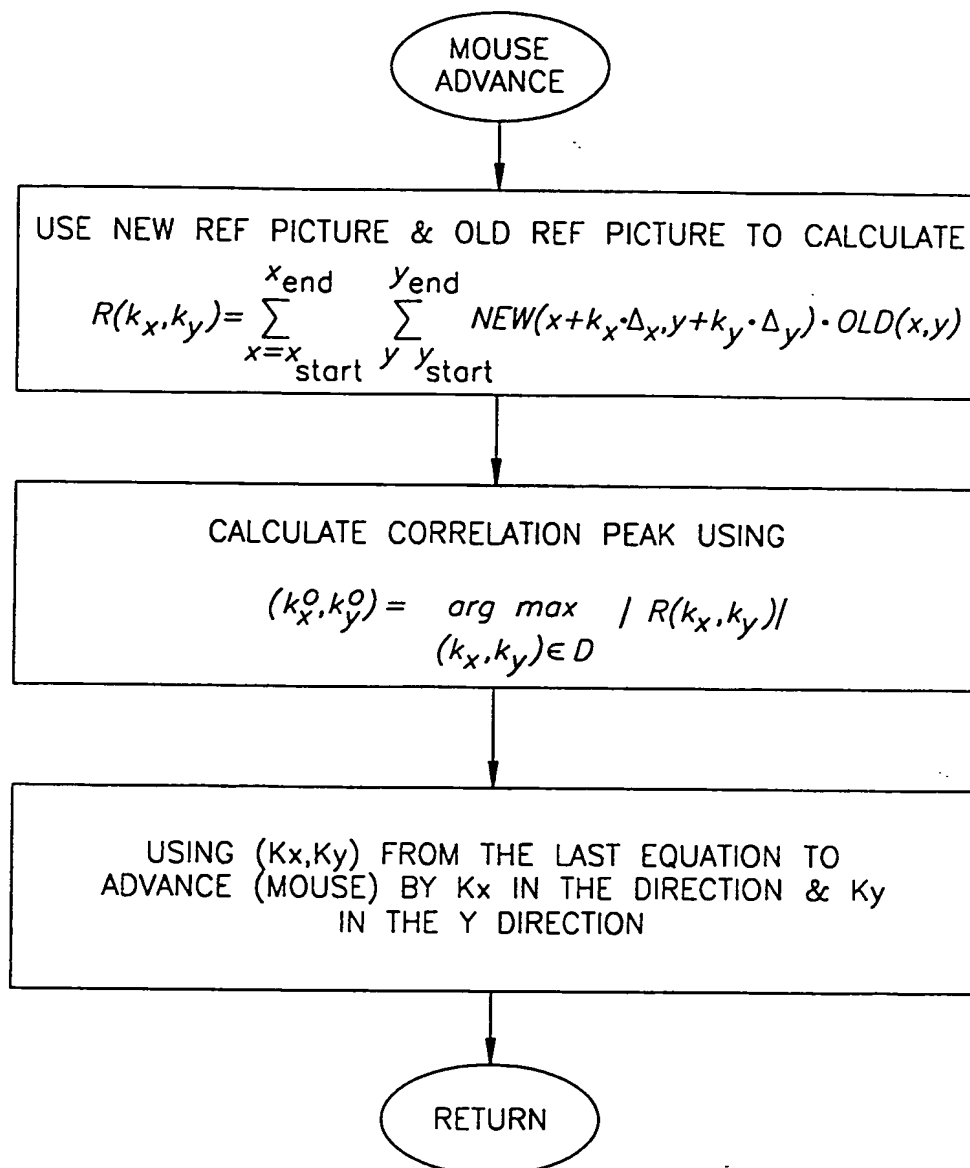 MOUSE
ADVANCE
USE NEW REF PICTURE & OLD REF PICTURE TO CALCULATE
R(k_x,k_y)= \sum_{x=x_start}^{x_end} \sum_{y y_start}^{y_end} NEW(x+k_x·Δ_x,y+k_y·Δ_y)·OLD(x,y)
CALCULATE CORRELATION PEAK USING
(k_x^o,k_y^o)= arg max | R(k_x,k_y)|
(k_x,k_y)∈D
USING (Kx,Ky) FROM THE LAST EQUATION TO
ADVANCE (MOUSE) BY Kx IN THE DIRECTION & Ky
IN THE Y DIRECTION
RETURN